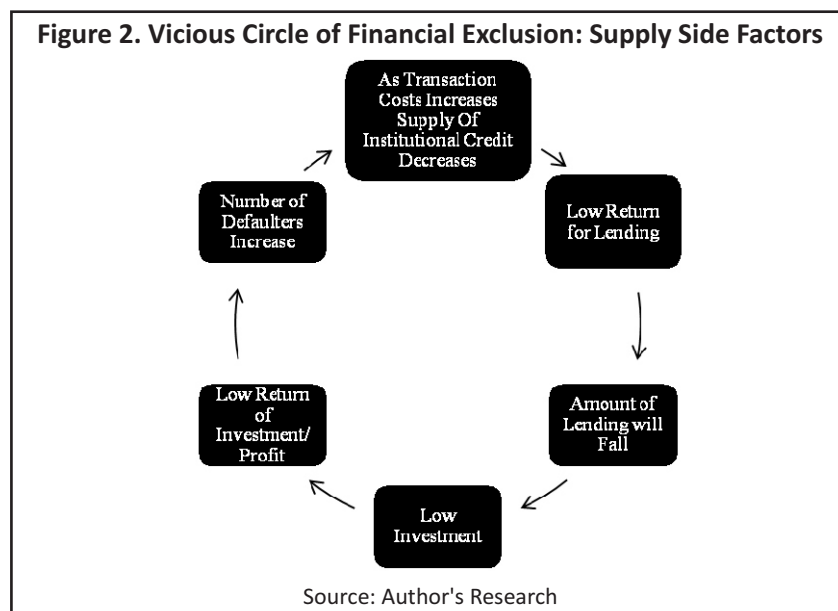 Figure 2. Vicious Circle of Financial Exclusion: Supply Side Factors
As Transaction
Costs Increases
Supply Of
Institutional Credit
Decreases
Low Return
for Lending
Amount of
Lending will
Fall
Low
Investment
Low Return
of
Investment/
Profit
Number of
Defaulters
Increase
Source: Author's Research